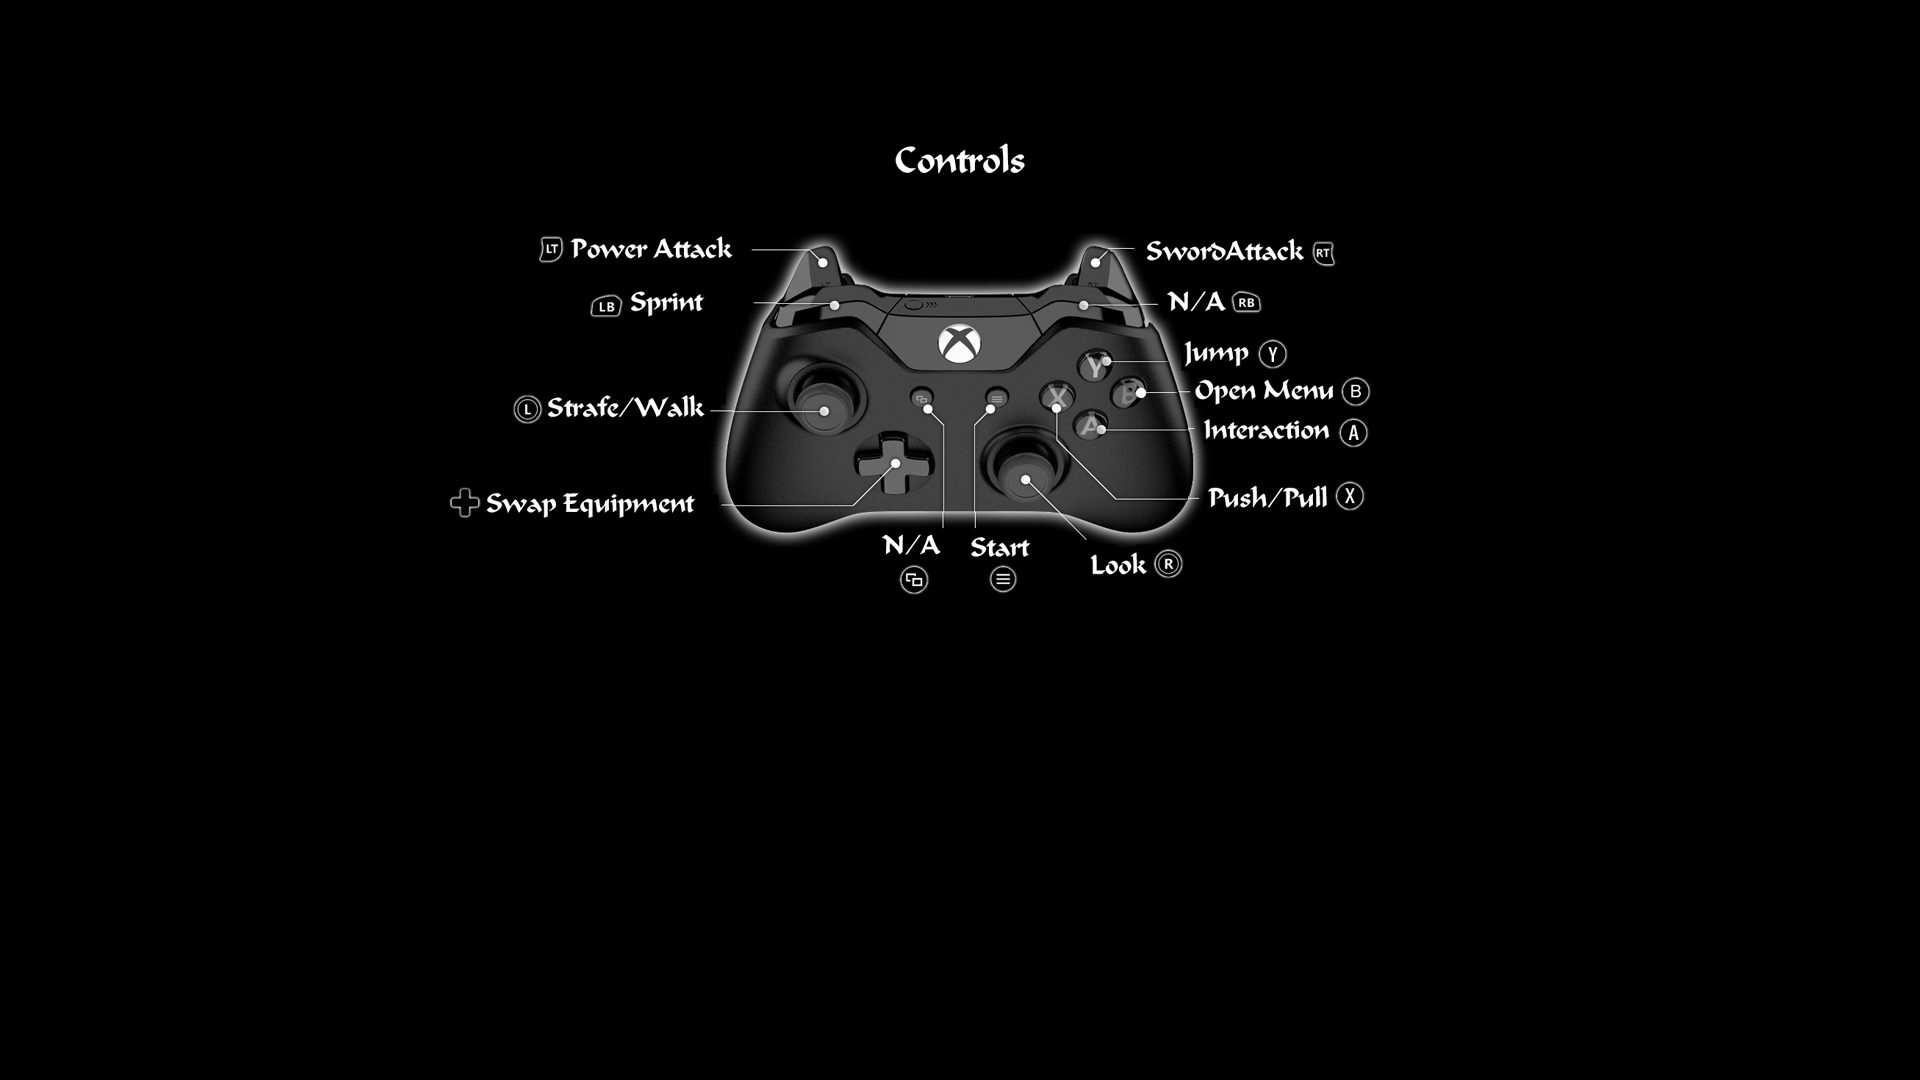 Controls
LT Power Attack
SwordAttack RT
LB Sprint
N/A RB
Jump Y
Y
Open Menu B
X B
L Strafe/Walk
Interaction A
A
Push/Pull X
Swap Equipment
N/A
Start
Look R